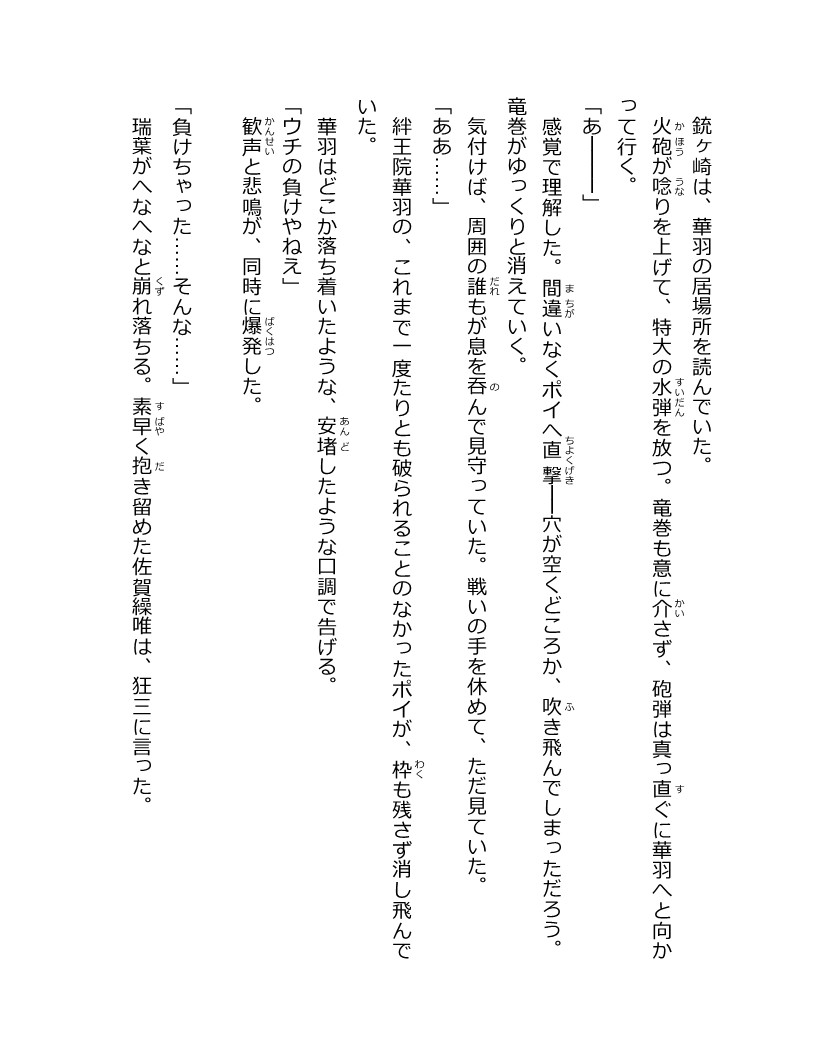 銃ヶ崎は、華羽の居場所を読んでいた。
火砲が唸りを上げて、特大の水弾を放つ。竜巻も意に介さず、砲弾は真っ直ぐに華羽へと向か
って行く。
「あ――」
感覚で理解した。間違いなくポイへ直撃――穴が空くどころか、吹き飛んでしまっただろう。
竜巻がゆっくりと消えていく。
気付けば、周囲の誰もが息を呑んで見守っていた。戦いの手を休めて、ただ見ていた。
「ああ……」
絆王院華羽の、これまで一度たりとも破られることのなかったポイが、枠も残さず消し飛んで
いた。
華羽はどこか落ち着いたような、安堵したような口調で告げる。
「ウチの負けやねえ」
歓声と悲鳴が、同時に爆発した。
「負けちゃった……そんな……」
瑞葉がへなへなと崩れ落ちる。素早く抱き留めた佐賀繰唯は、狂三に言った。